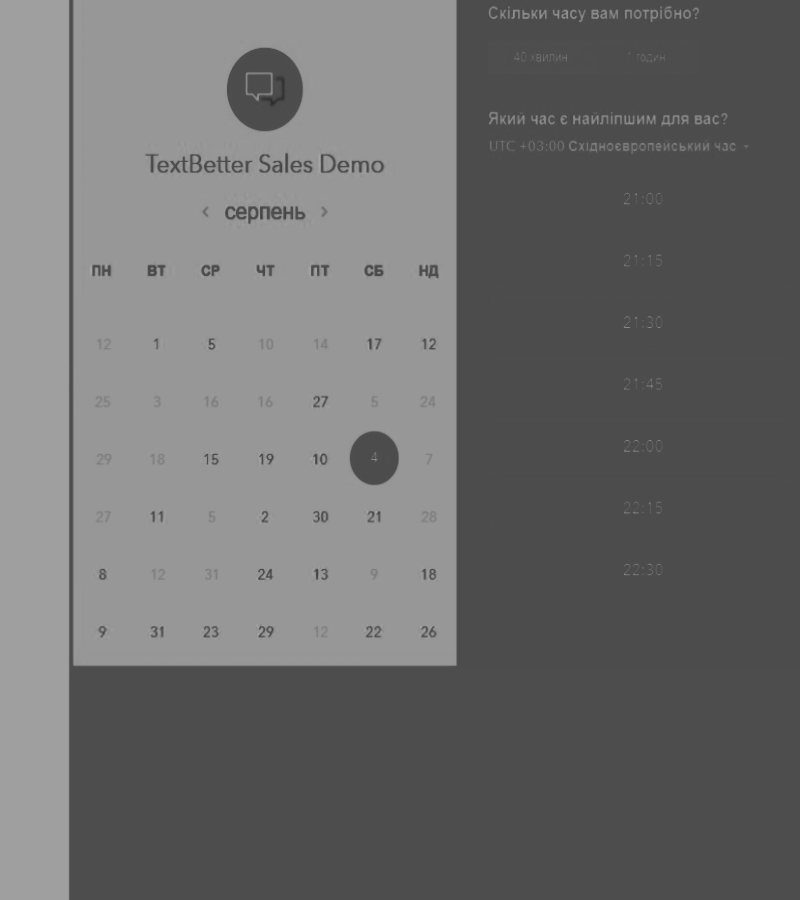 TextBetter Sales Demo
‹ серпень ›
ПН ВТ СР ЧТ ПТ СБ НД
12 1 5 10 14 17 12
25 3 16 16 27 5 24
29 18 15 19 10 4 7
27 11 5 2 30 21 28
8 12 31 24 13 9 18
9 31 23 29 12 22 26
Скільки часу вам потрібно?
40 хвилин 1 годин
Який час є найліпшим для вас?
UTC +03:00 Східноєвропейський час
21:00
21:15
21:30
21:45
22:00
22:15
22:30